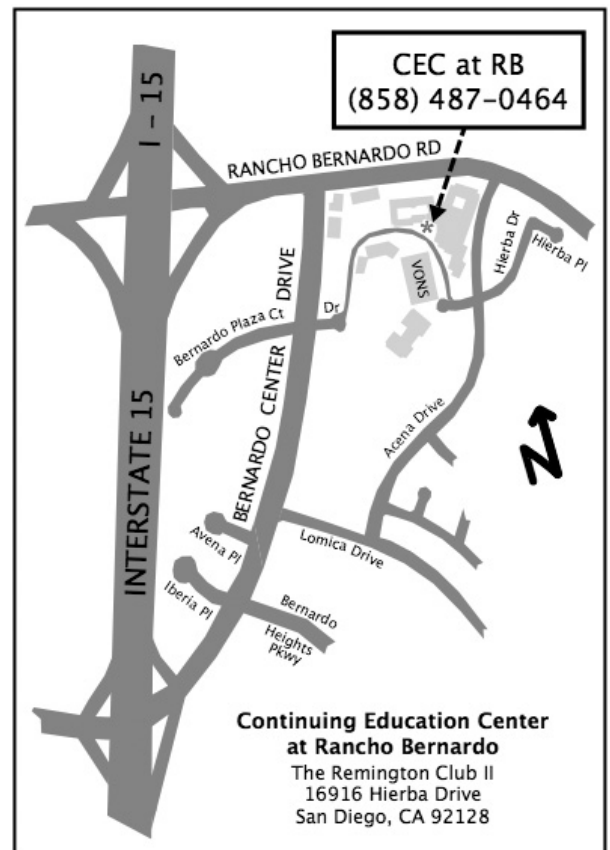 CEC at RB
(858) 487-0464
I - 15
RANCHO BERNARDO RD
Hierba Dr
Hierba Pl
VONS
*
Dr
Bernardo Plaza Ct
BERNARDO CENTER DRIVE
INTERSTATE 15
Acena Drive
N
Avena Pl
Lomica Drive
Iberia Pl
Bernardo
Heights
Pkwy
Continuing Education Center
at Rancho Bernardo
The Remington Club II
16916 Hierba Drive
San Diego, CA 92128